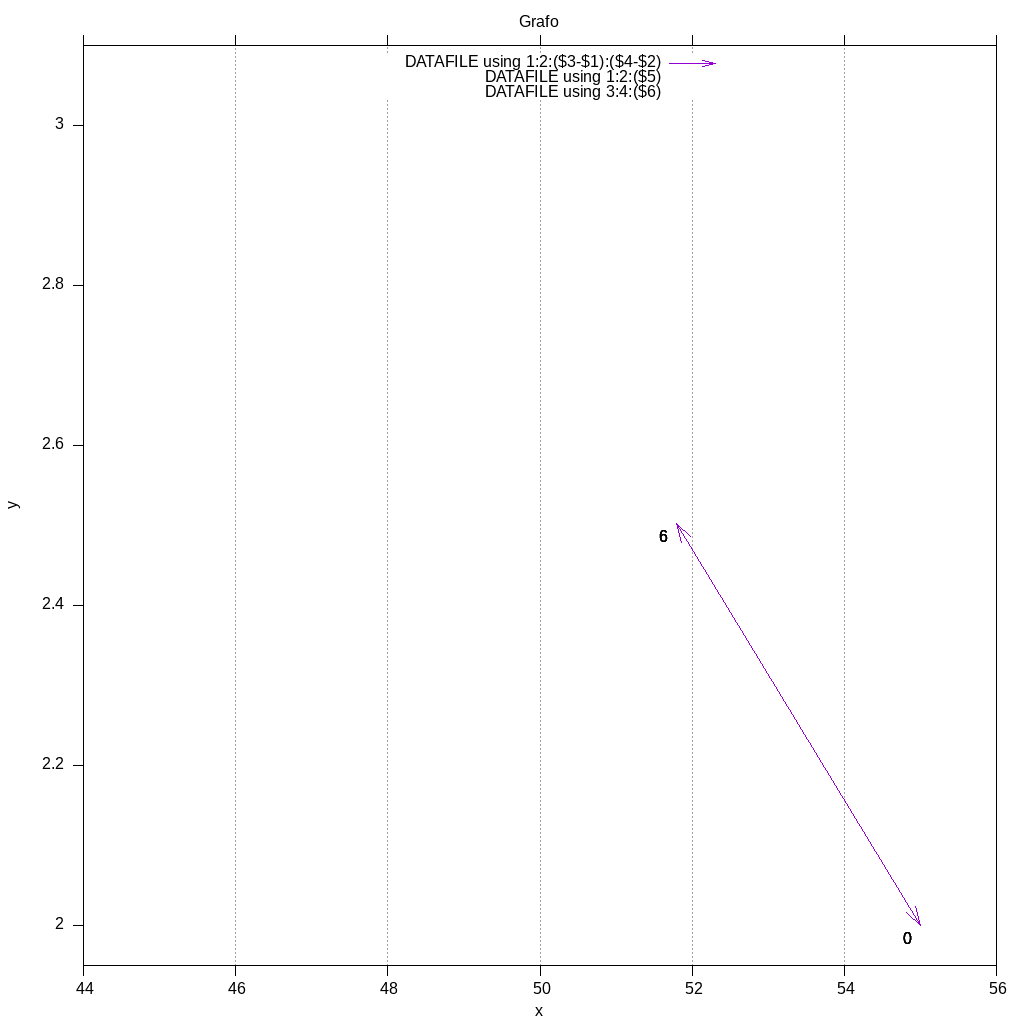 Grafo
DATAFILE using 1:2:($3-$1):($4-$2)
DATAFILE using 1:2:($5)
DATAFILE using 3:4:($6)
3
2.8
2.6
y
6
2.4
2.2
2
0
44 46 48 50 52 54 56
x